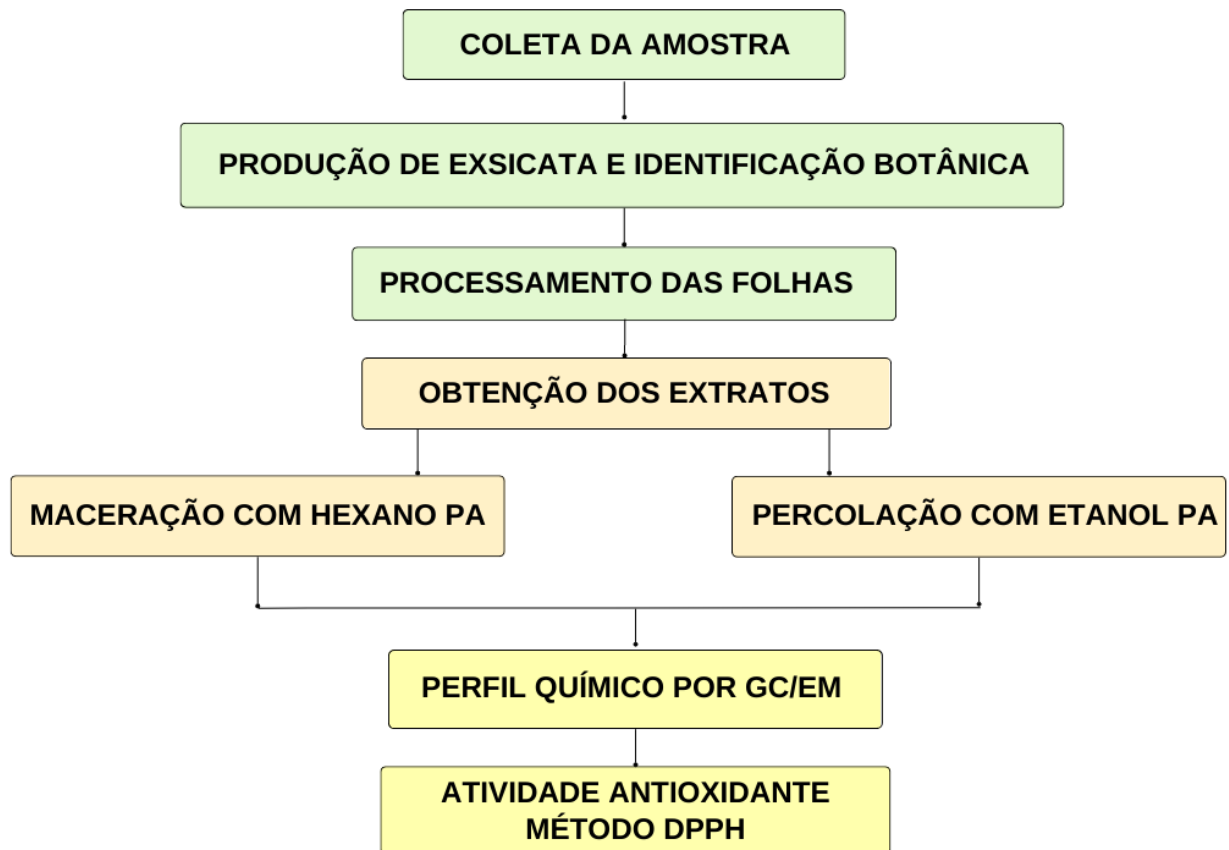 COLETA DA AMOSTRA
PRODUÇÃO DE EXSICATA E IDENTIFICAÇÃO BOTÂNICA
PROCESSAMENTO DAS FOLHAS
OBTENÇÃO DOS EXTRATOS
MACERAÇÃO COM HEXANO PA
PERCOLAÇÃO COM ETANOL PA
PERFIL QUÍMICO POR GC/EM
ATIVIDADE ANTIOXIDANTE
MÉTODO DPPH